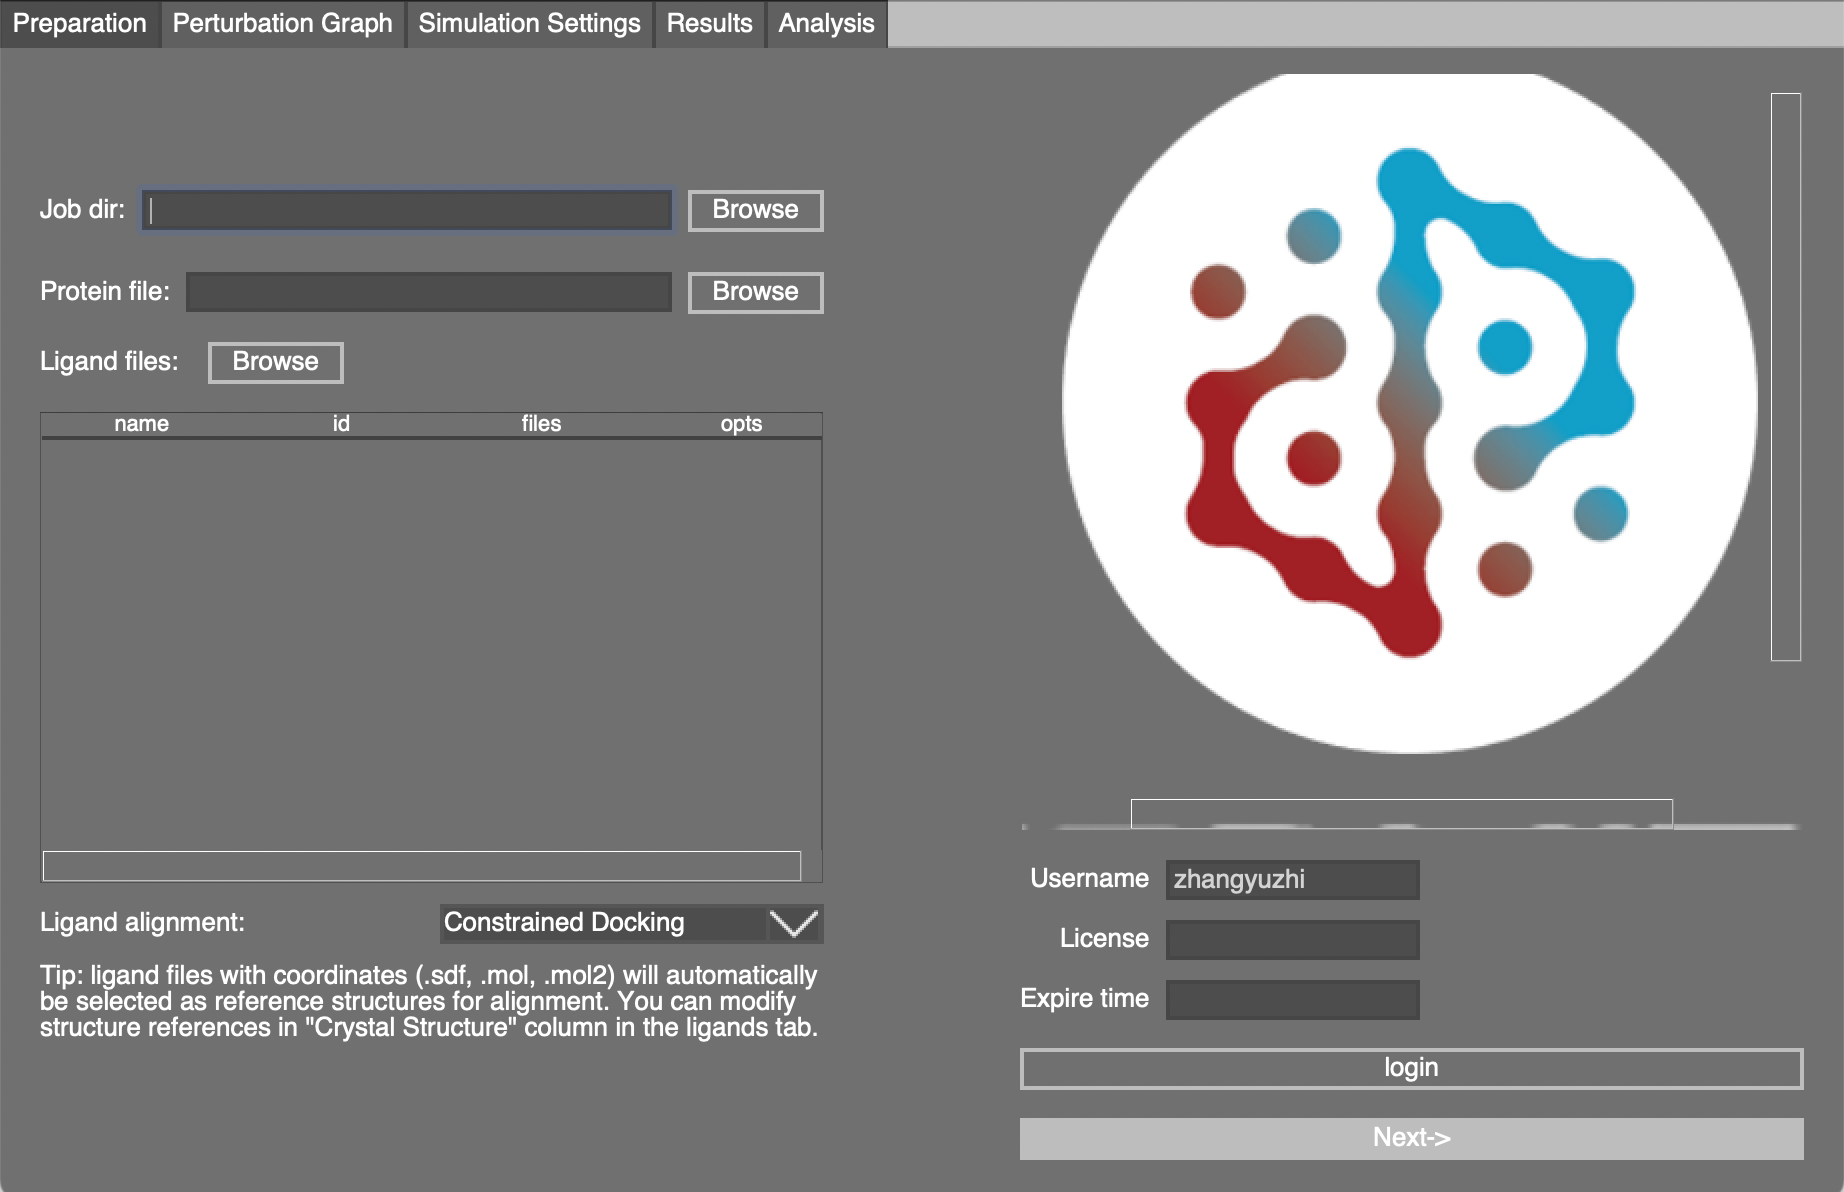 Preparation Perturbation Graph Simulation Settings Results Analysis
Job dir: Browse
Protein file: Browse
Ligand files: Browse
name id files opts
Ligand alignment: Constrained Docking
Tip: ligand files with coordinates (.sdf, .mol, .mol2) will automatically
be selected as reference structures for alignment. You can modify
structure references in "Crystal Structure" column in the ligands tab.
Username zhangyuzhi
License
Expire time
login
Next->